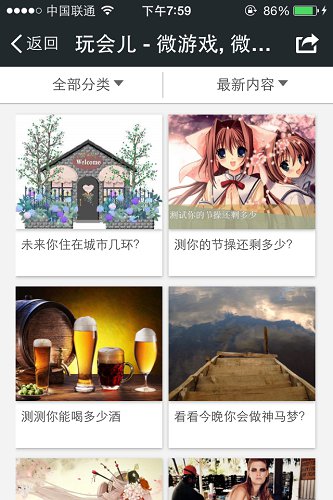 中国联通 下午7:59 86%
返回 玩会儿 - 微游戏, 微...
全部分类 最新内容
Welcome
测试你的节操还剩多少
未来你住在城市几环? 测你的节操还剩多少?
测测你能喝多少酒 看看今晚你会做神马梦?